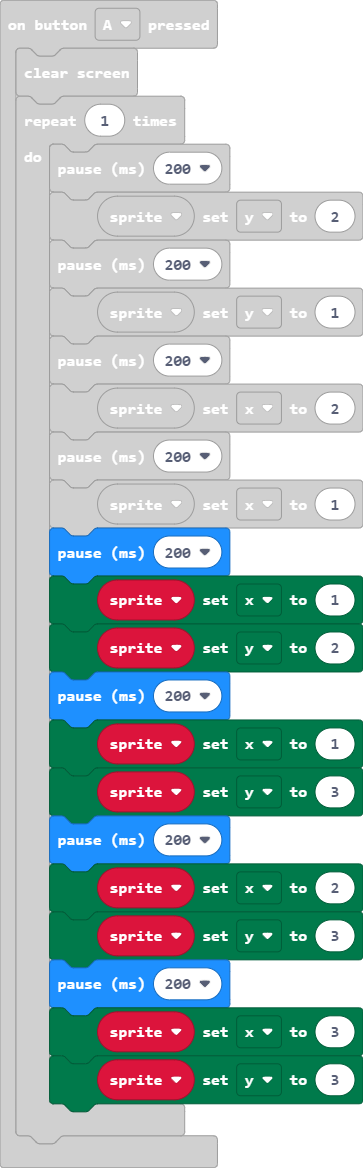 on button A pressed
clear screen
repeat 1 times
do
pause (ms) 200
sprite set y to 2
pause (ms) 200
sprite set y to 1
pause (ms) 200
sprite set x to 2
pause (ms) 200
sprite set x to 1
pause (ms) 200
sprite set x to 1
sprite set y to 2
pause (ms) 200
sprite set x to 1
sprite set y to 3
pause (ms) 200
sprite set x to 2
sprite set y to 3
pause (ms) 200
sprite set x to 3
sprite set y to 3